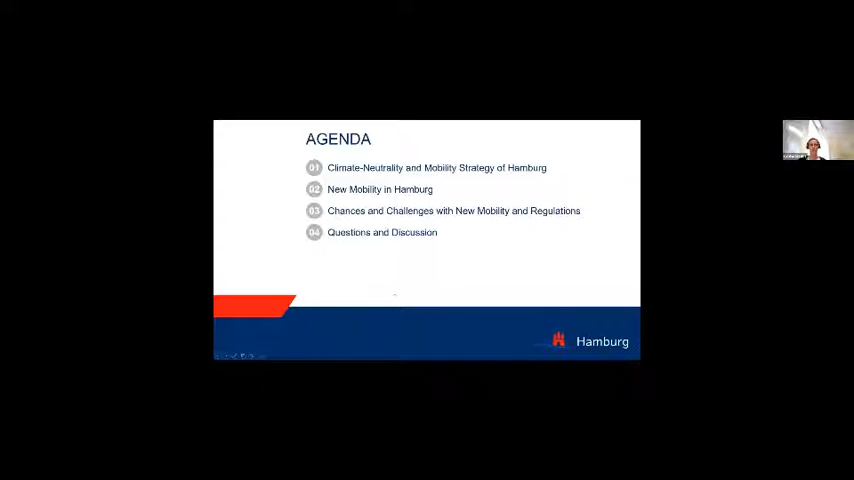 AGENDA
01 Climate-Neutrality and Mobility Strategy of Hamburg
02 New Mobility in Hamburg
03 Chances and Challenges with New Mobility and Regulations
04 Questions and Discussion
Hamburg